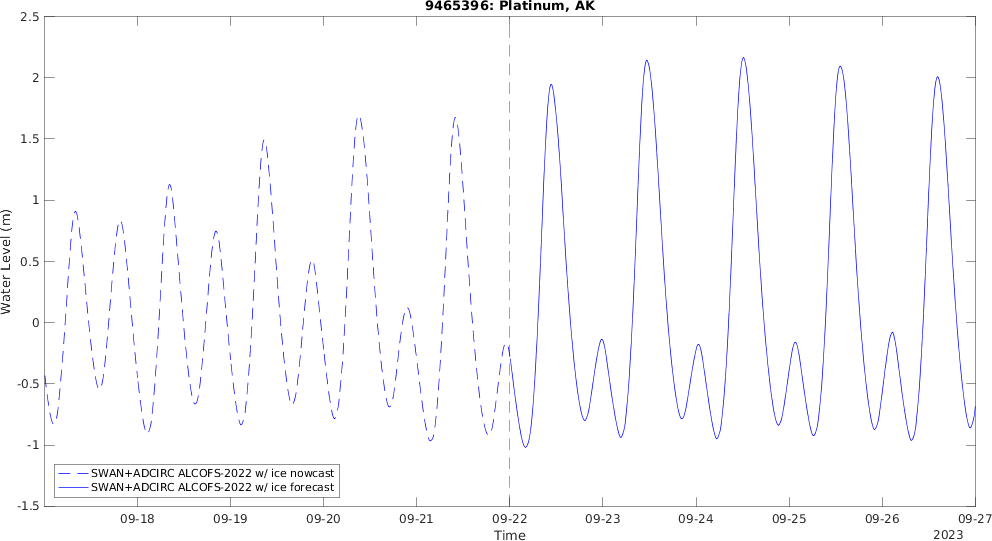 9465396: Platinum, AK
2.5
2
1.5
1
0.5
0
-0.5
-1
-1.5
Water Level (m)
SWAN+ADCIRC ALCOFS-2022 w/ ice nowcast
SWAN+ADCIRC ALCOFS-2022 w/ ice forecast
09-18 09-19 09-20 09-21 09-22 09-23 09-24 09-25 09-26 09-27
Time
2023